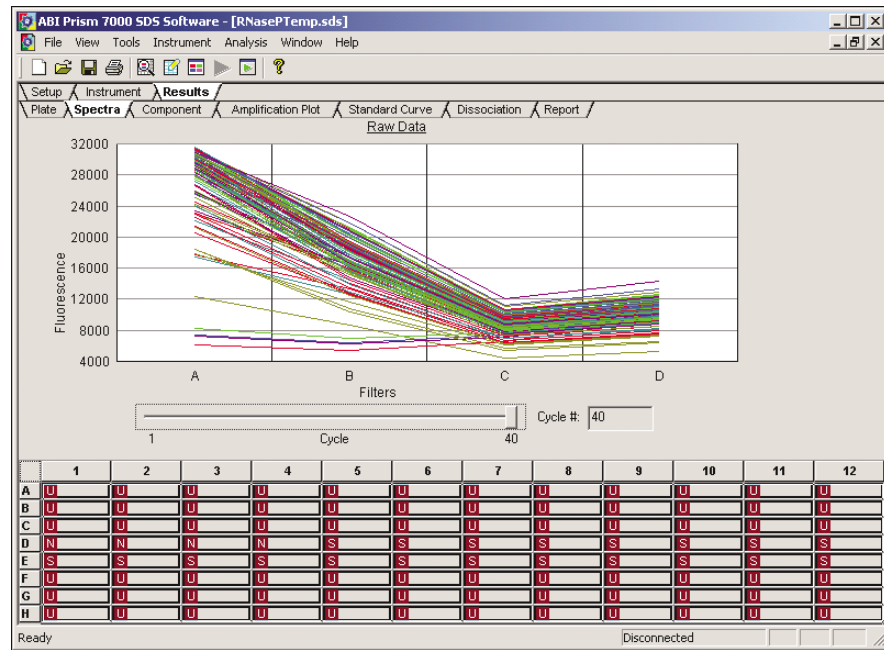 ABI Prism 7000 SDS Software - [RNasePTemp.sds]
File View Tools Instrument Analysis Window Help
Setup Instrument Results
Plate Spectra Component Amplification Plot Standard Curve Dissociation Report
Raw Data
32000
28000
24000
20000
16000
12000
8000
4000
Fluorescence
A B C D
Filters
1 Cycle 40 Cycle #: 40
1 2 3 4 5 6 7 8 9 10 11 12
A U U U U U U U U U U U U
B U U U U U U U U U U U U
C U U U U U U U U U U U U
D N N N N S S S S S S S S
E S S S S S S S S S S S S
F U U U U U U U U U U U U
G U U U U U U U U U U U U
H U U U U U U U U U U U U
Ready Disconnected